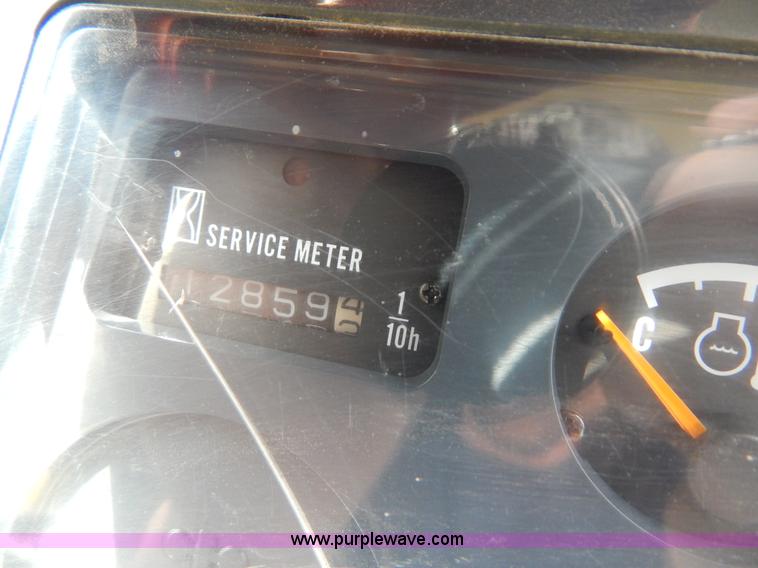 K
SERVICE METER
12859
1/10h
C
www.purplewave.com